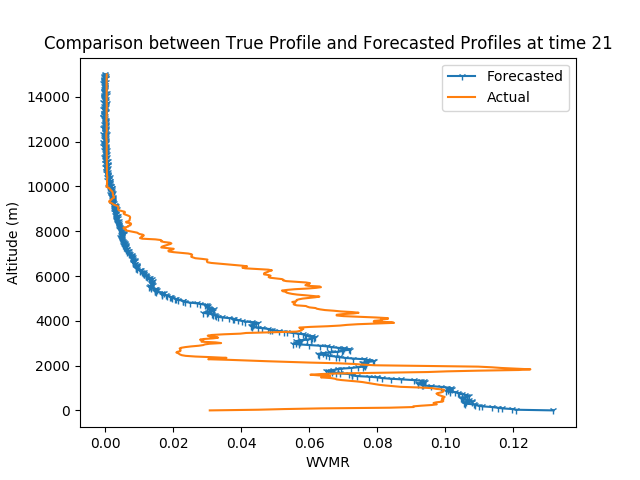 Comparison between True Profile and Forecasted Profiles at time 21
Forecasted
Actual
14000
12000
10000
8000
6000
4000
2000
0
Altitude (m)
0.00 0.02 0.04 0.06 0.08 0.10 0.12
WVMR